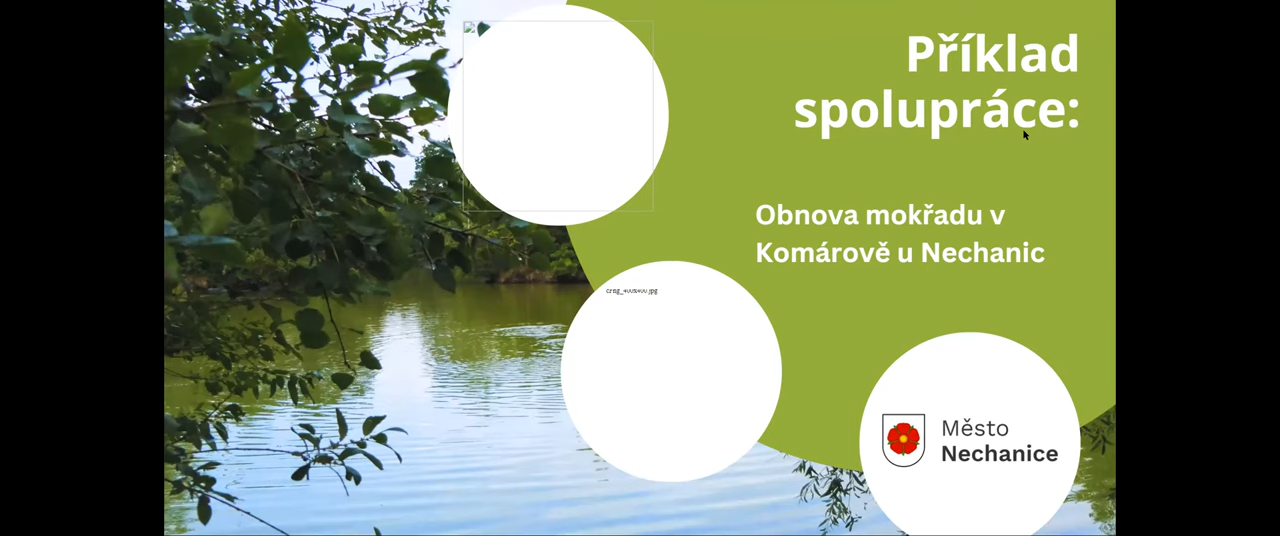 Příklad
spolupráce:
Obnova mokřadu v
Komárově u Nechanic
Město
Nechanice